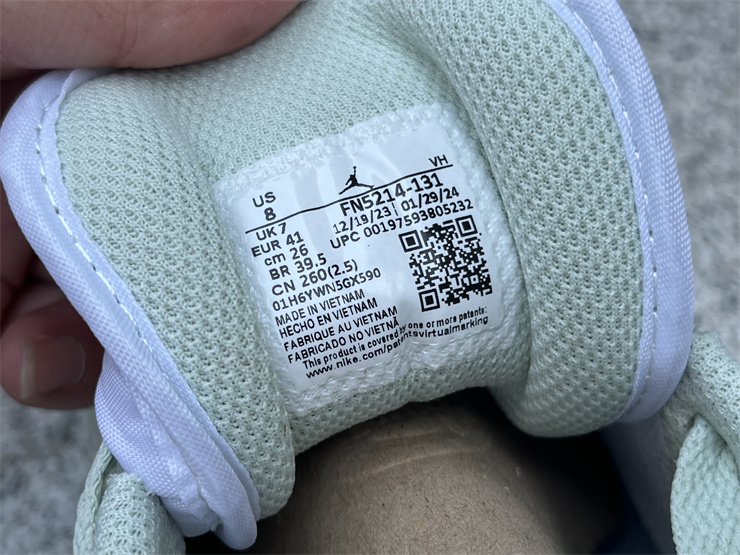 VH
US
8
FN5214-131
UK 7
12/19/23 | 01/29/24
EUR 41
UPC 00197593805232
cm 26
BR 39.5
CN 260(2.5)
01H6YWN5GX590
MADE IN VIETNAM
HECHO EN VIETNAM
FABRIQUE AU VIETNAM
FABRICADO NO VIETNÃ
This product is covered by one or more patents:
www.nike.com/patentsvirtualmarking